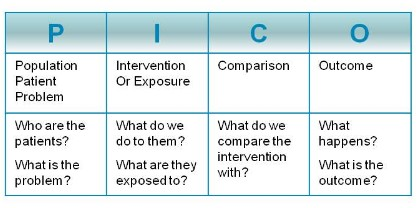 P I C O
Population Patient Problem
Intervention Or Exposure
Comparison
Outcome
Who are the patients?
What is the problem?
What do we do to them?
What are they exposed to?
What do we compare the intervention with?
What happens?
What is the outcome?